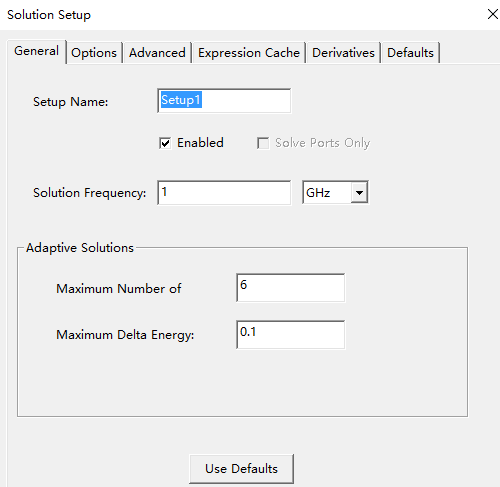 Solution Setup
General Options Advanced Expression Cache Derivatives Defaults
Setup Name: Setup1
Enabled Solve Ports Only
Solution Frequency: 1 GHz
Adaptive Solutions
Maximum Number of 6
Maximum Delta Energy: 0.1
Use Defaults